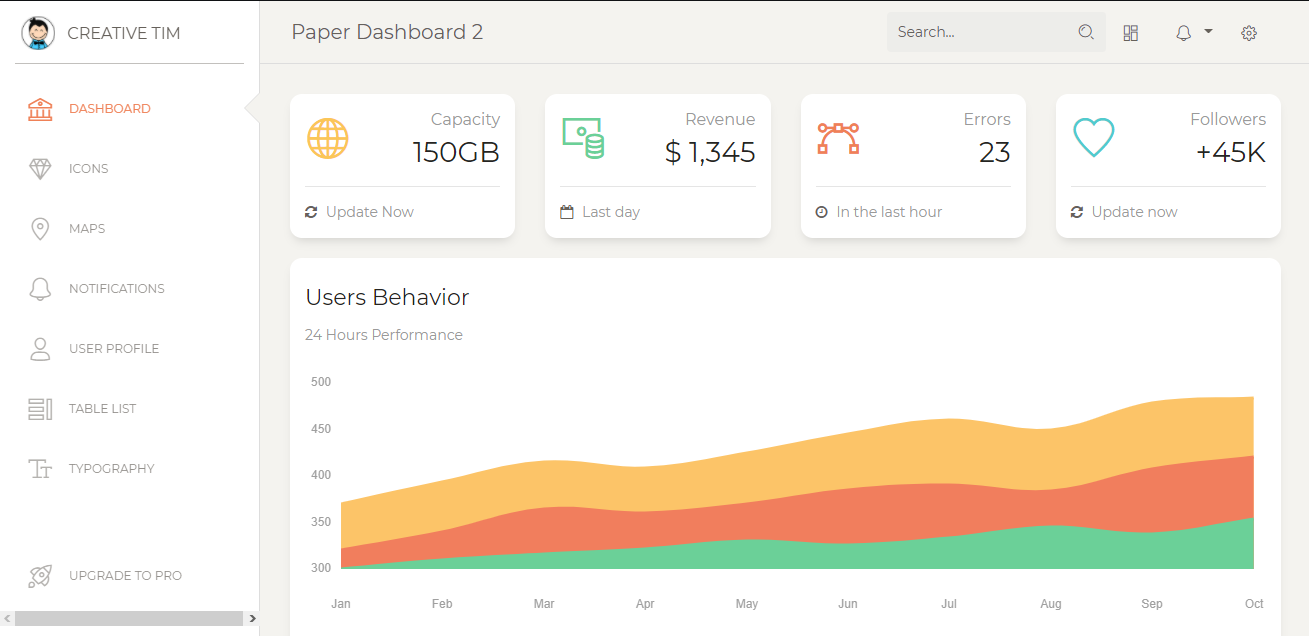 CREATIVE TIM
DASHBOARD
ICONS
MAPS
NOTIFICATIONS
USER PROFILE
TABLE LIST
TYPOGRAPHY
UPGRADE TO PRO
Paper Dashboard 2
Search...
Capacity
150GB
Update Now
Revenue
$ 1,345
Last day
Errors
23
In the last hour
Followers
+45K
Update now
Users Behavior
24 Hours Performance
500
450
400
350
300
Jan Feb Mar Apr May Jun Jul Aug Sep Oct